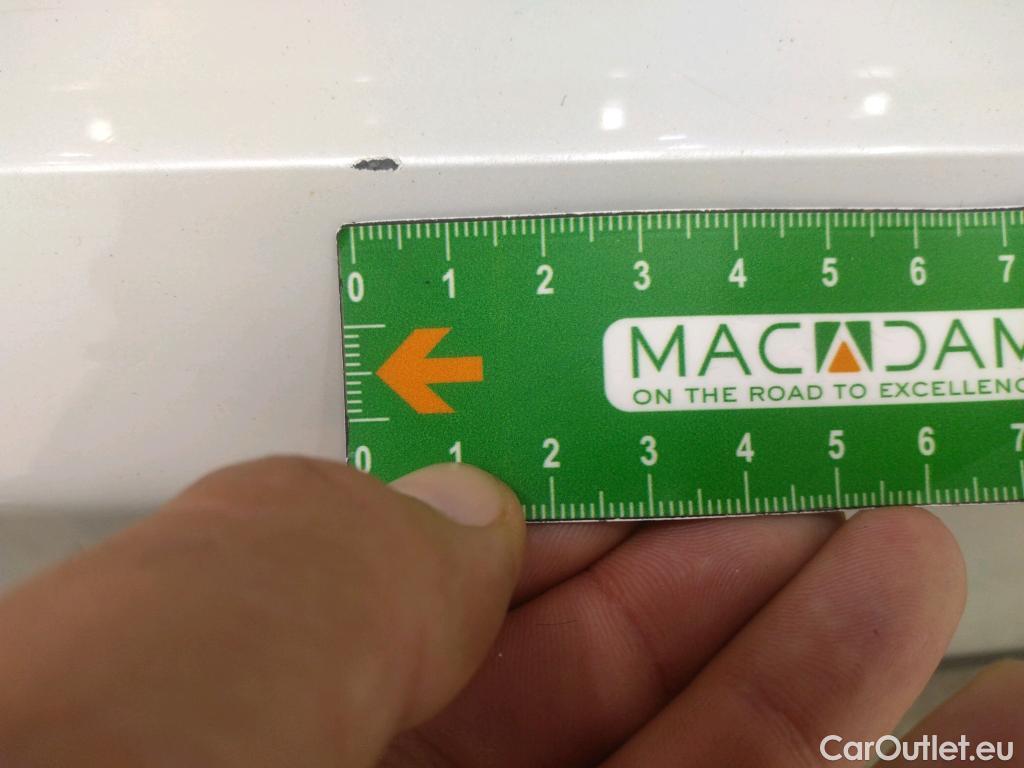 0 1 2 3 4 5 6 7
MACADAM
ON THE ROAD TO EXCELLENC
0 1 2 3 4 5 6 7
CarOutlet.eu